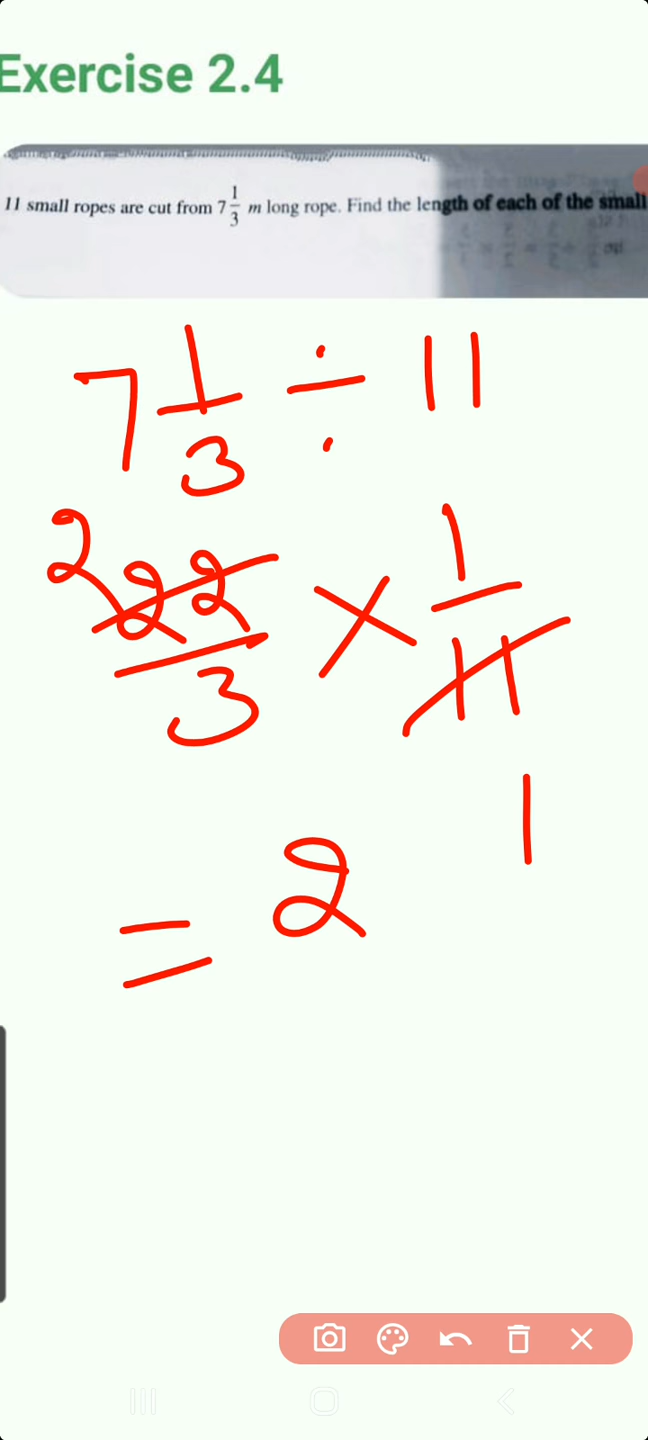 Exercise 2.4
11 small ropes are cut from 7 1/3 m long rope. Find the length of each of the small
7 1/3 ÷ 11
2
22/3 × 1/11
1
= 2